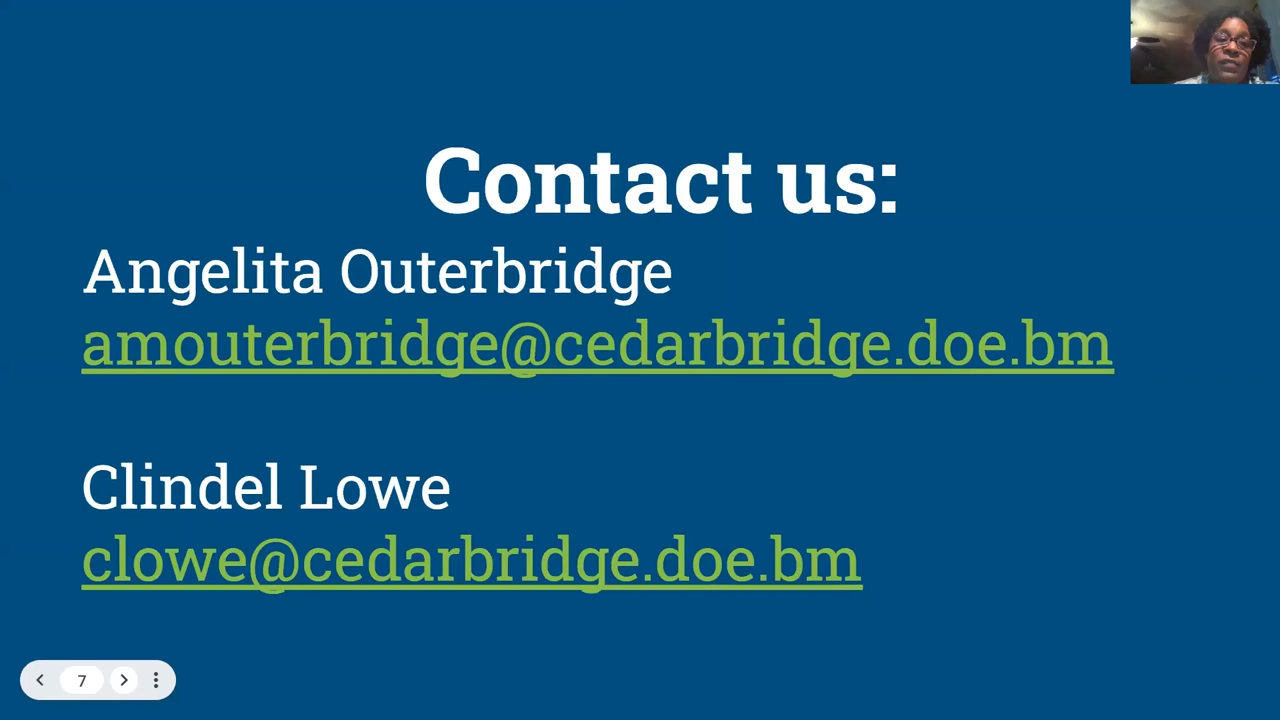 Contact us:
Angelita Outerbridge
amouterbridge@cedarbridge.doe.bm
Clindel Lowe
clowe@cedarbridge.doe.bm
7